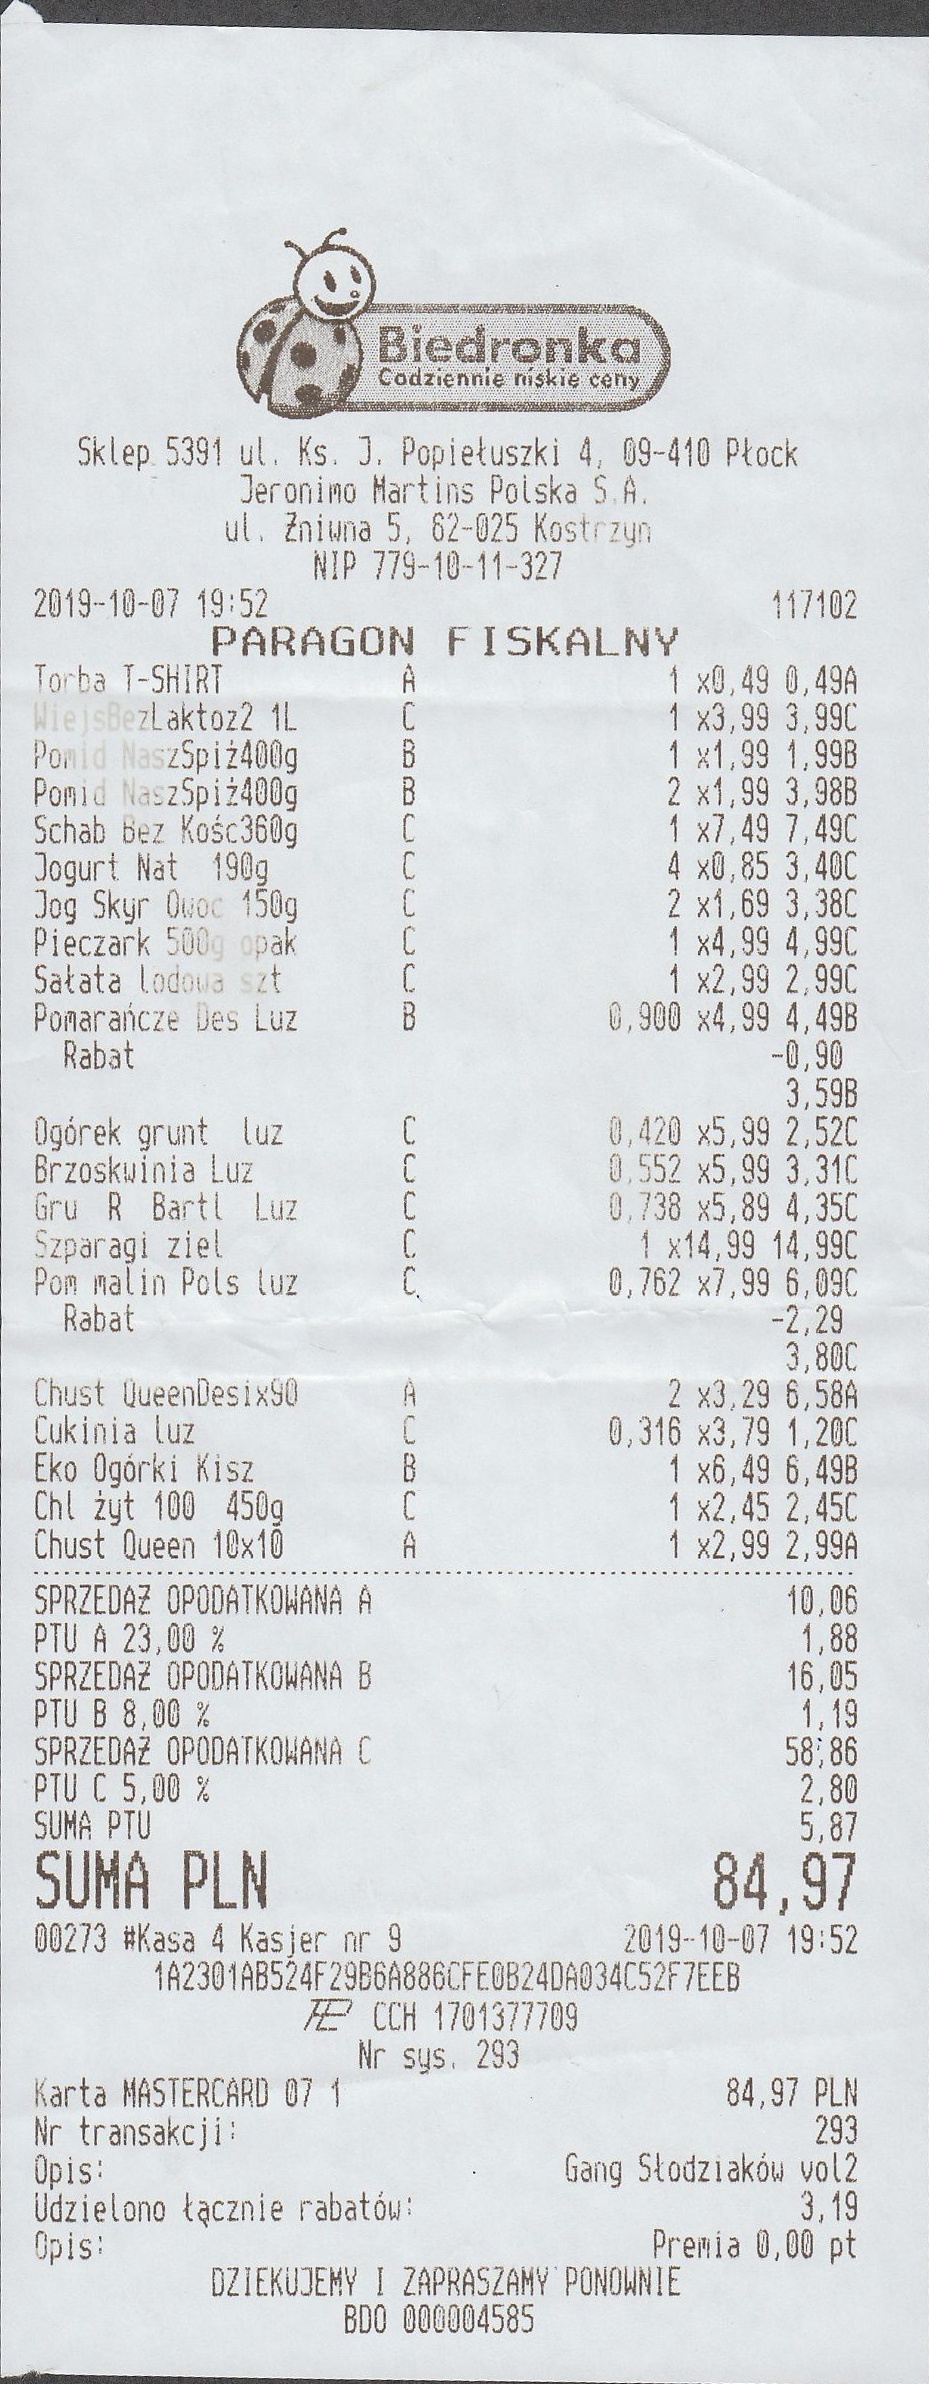 Biedronka
Codziennie niskie ceny
Sklep 5391 ul. Ks. J. Popiełuszki 4, 09-410 Płock
Jeronimo Martins Polska S.A.
ul. Żniwna 5, 62-025 Kostrzyn
NIP 779-10-11-327
2019-10-07 19:52 117102
PARAGON FISKALNY
Torba T-SHIRT A 1 x0,49 0,49A
WiejsBezLaktoz2 1L C 1 x3,99 3,99C
Pomid NaszSpiż400g B 1 x1,99 1,99B
Pomid NaszSpiż400g B 2 x1,99 3,98B
Schab Bez Kość360g C 1 x7,49 7,49C
Jogurt Nat 190g C 4 x0,85 3,40C
Jog Skyr Owoc 150g C 2 x1,69 3,38C
Pieczark 500g opak C 1 x4,99 4,99C
Sałata lodowa szt C 1 x2,99 2,99C
Pomarańcze Des Luz B 0,900 x4,99 4,49B
Rabat -0,90
3,59B
Ogórek grunt luz C 0,420 x5,99 2,52C
Brzoskwinia Luz C 0,552 x5,99 3,31C
Gru R Bartl Luz C 0,738 x5,89 4,35C
Szparagi ziel C 1 x14,99 14,99C
Pom malin Pols luz C 0,762 x7,99 6,09C
Rabat -2,29
3,80C
Chust QueenDesix90 A 2 x3,29 6,58A
Cukinia luz C 0,316 x3,79 1,20C
Eko Ogórki Kisz B 1 x6,49 6,49B
Chl żyt 100 450g C 1 x2,45 2,45C
Chust Queen 10x10 A 1 x2,99 2,99A
SPRZEDAŻ OPODATKOWANA A 10,06
PTU A 23,00 % 1,88
SPRZEDAŻ OPODATKOWANA B 16,05
PTU B 8,00 % 1,19
SPRZEDAŻ OPODATKOWANA C 58,86
PTU C 5,00 % 2,80
SUMA PTU 5,87
SUMA PLN 84,97
00273 #Kasa 4 Kasjer nr 9 2019-10-07 19:52
1A2301AB524F29B6A886CFE0B24DA034C52F7EEB
CCH 1701377709
Nr sys. 293
Karta MASTERCARD 07 1 84,97 PLN
Nr transakcji: 293
Opis: Gang Słodziaków vol2
Udzielono łącznie rabatów: 3,19
Opis: Premia 0,00 pt
DZIEKUJEMY I ZAPRASZAMY PONOWNIE
BDO 000004585